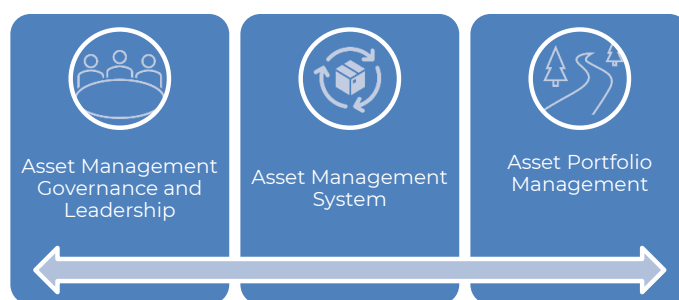 Asset Management
Governance and
Leadership
Asset Management
System
Asset Portfolio
Management